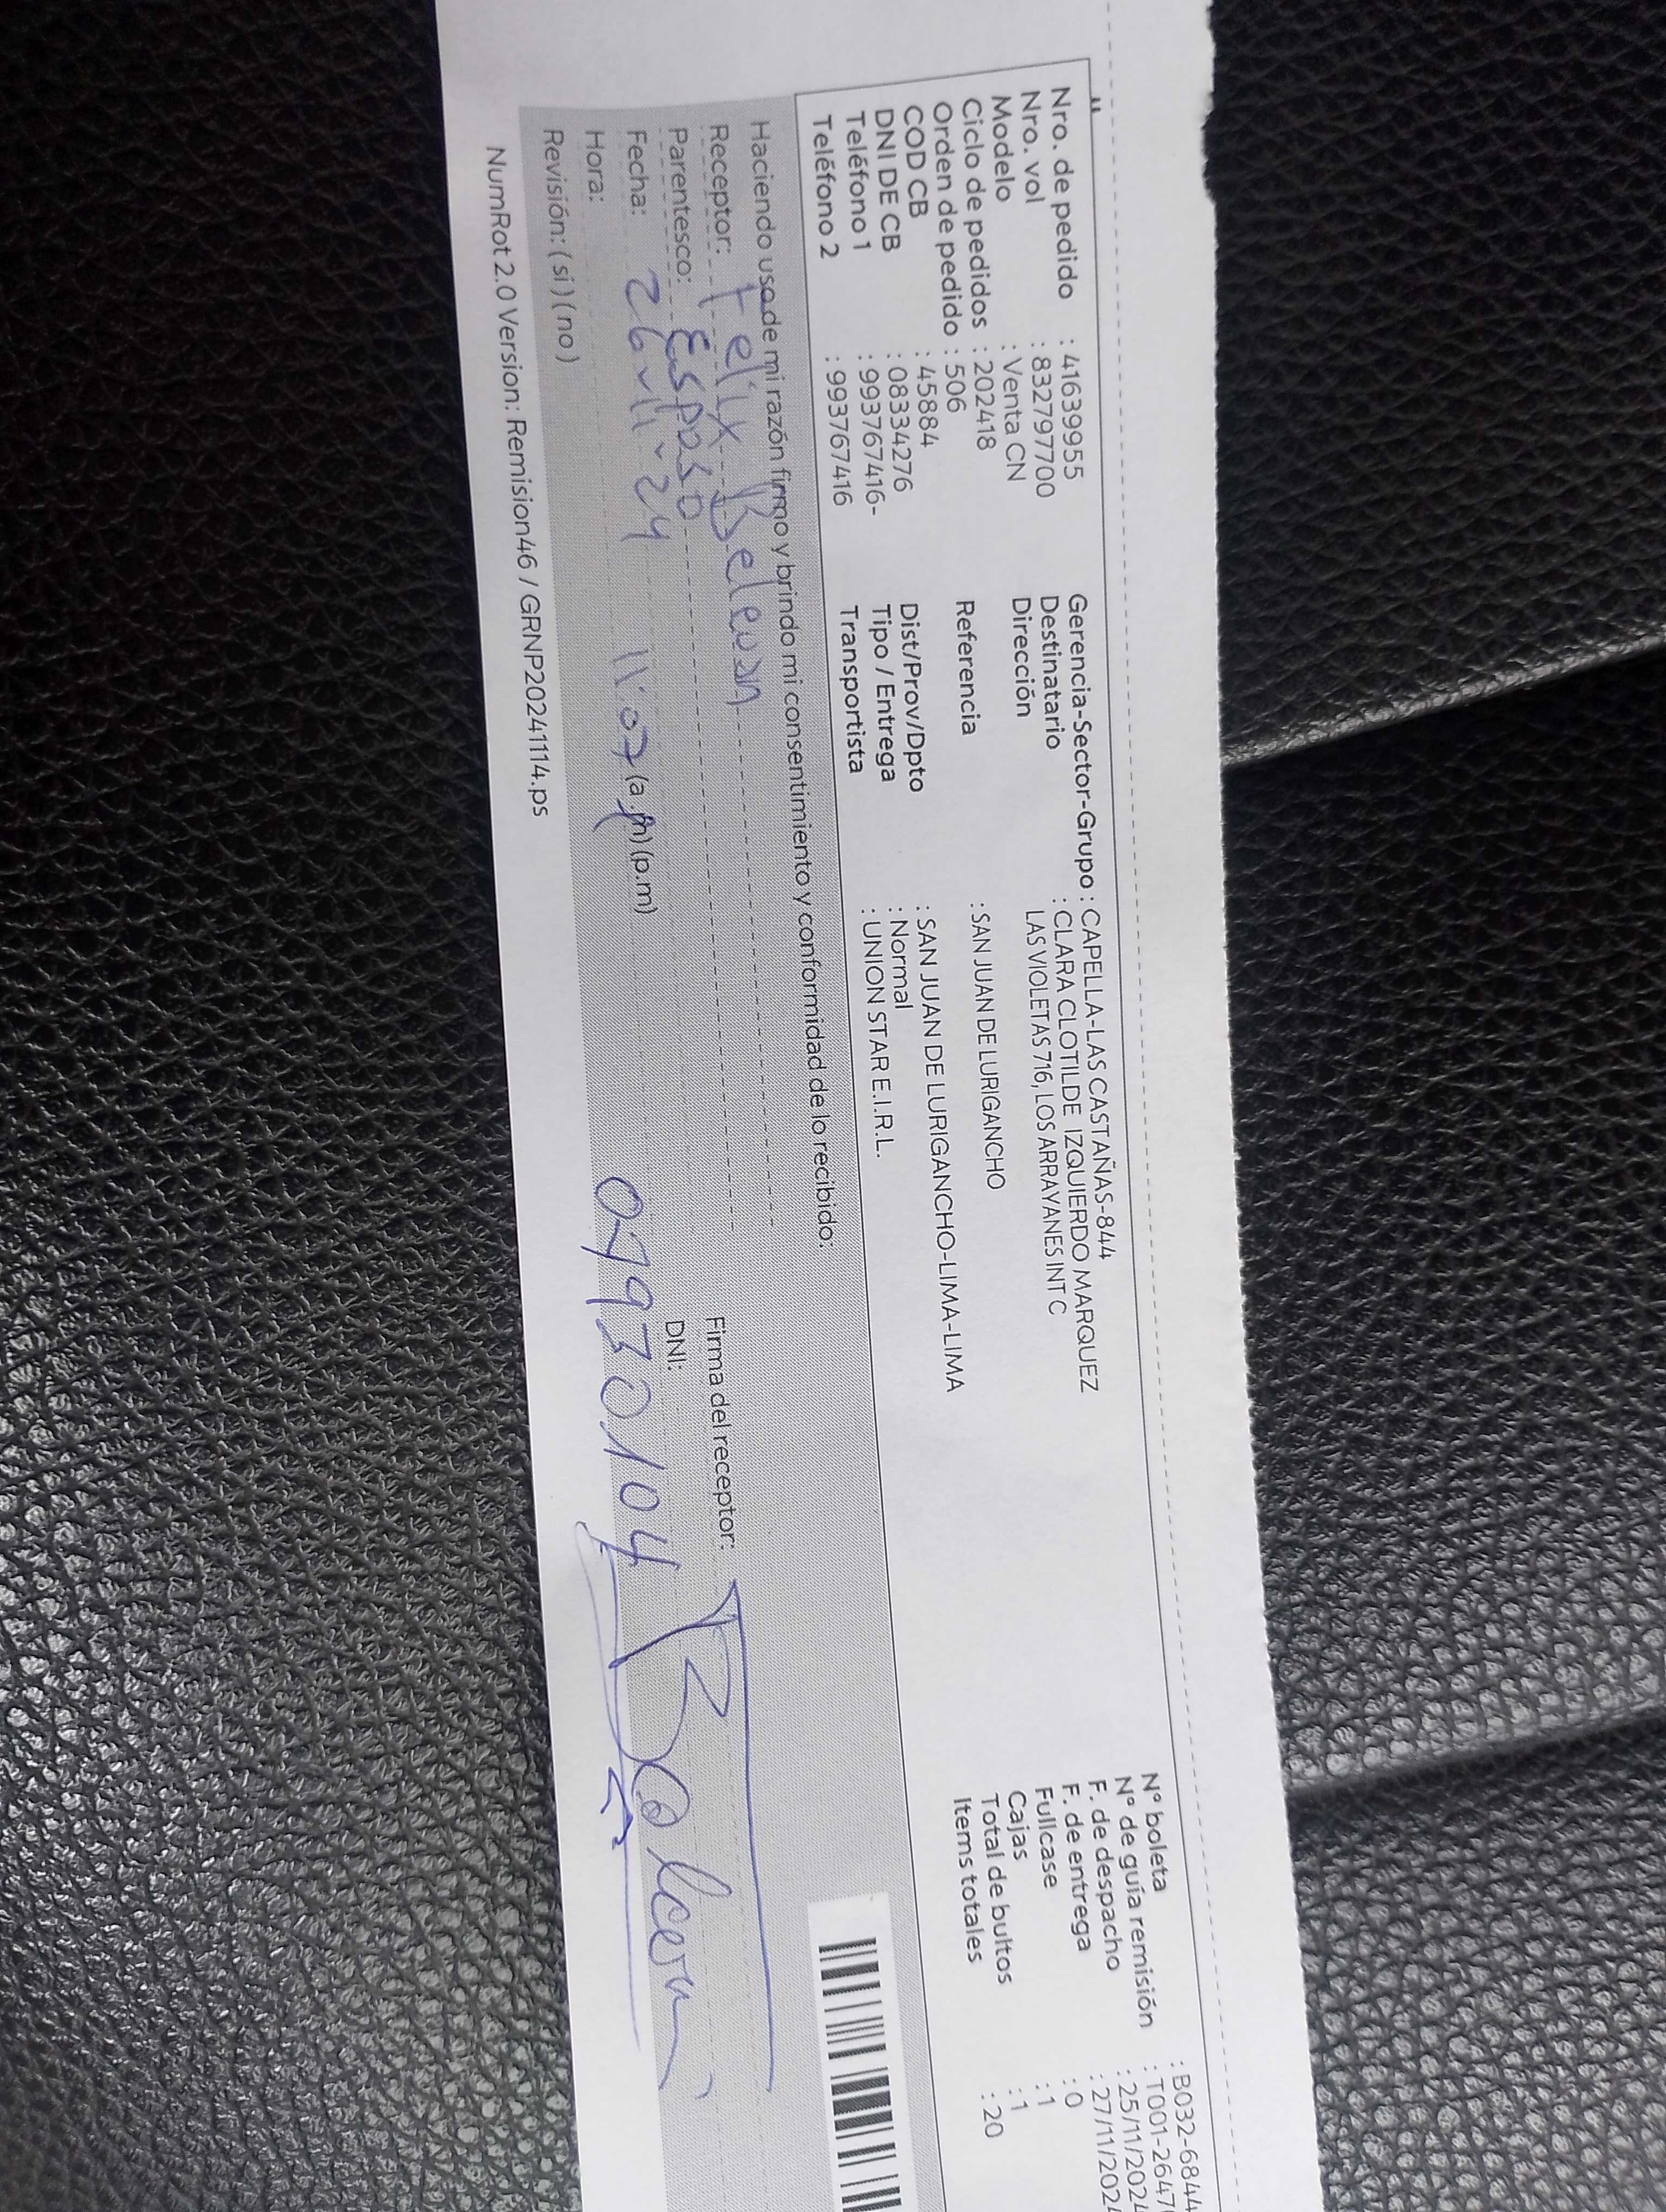 Nro. de pedido : 41639955
Nro. vol : 832797700
Modelo : Venta CN
Ciclo de pedidos : 202418
Orden de pedido : 506
COD CB : 45884
DNI DE CB : 08334276
Teléfono 1 : 993767416-
Teléfono 2 : 993767416
Gerencia-Sector-Grupo : CAPELLA-LAS CASTAÑAS-844
Destinatario : CLARA CLOTILDE IZQUIERDO MARQUEZ
Dirección LAS VIOLETAS 716, LOS ARRAYANES INT C
Referencia : SAN JUAN DE LURIGANCHO
Dist/Prov/Dpto : SAN JUAN DE LURIGANCHO-LIMA-LIMA
Tipo / Entrega : Normal
Transportista : UNION STAR E.I.R.L.
N° boleta : B032-6844
N° de guía remisión : T001-2647
F. de despacho : 25/11/2024
F. de entrega : 27/11/2024
Fullcase : 0
Cajas : 1
Total de bultos : 1
Items totales : 20
Haciendo uso de mi razón firmo y brindo mi consentimiento y conformidad de lo recibido:
Receptor: Felix Belevan
Parentesco: Esposo
Fecha: 26 24
Hora: 11:07 (a.m) (p.m)
Revisión: (si) (no)
Firma del receptor:
DNI:
NumRot 2.0 Version: Remision46 / GRNP20241114.ps